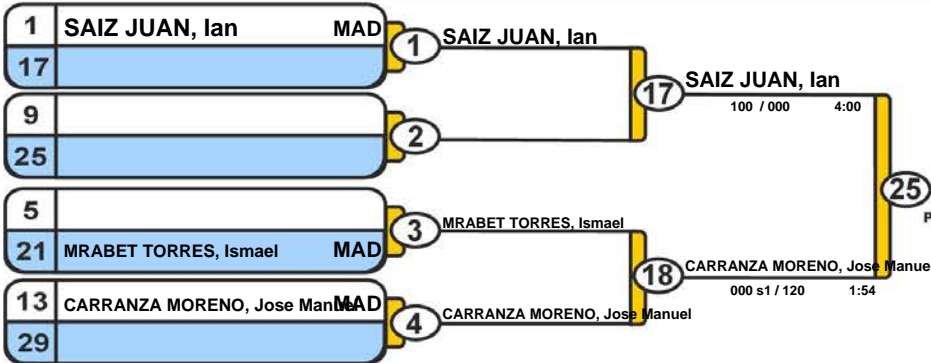 1 SAIZ JUAN, Ian MAD
17
1 SAIZ JUAN, Ian
9
25
2
17 SAIZ JUAN, Ian
100 / 000 4:00
5
21 MRABET TORRES, Ismael MAD
3 MRABET TORRES, Ismael
13 CARRANZA MORENO, Jose Manuel MAD
29
4 CARRANZA MORENO, Jose Manuel
18 CARRANZA MORENO, Jose Manue
000 s1 / 120 1:54
25
P